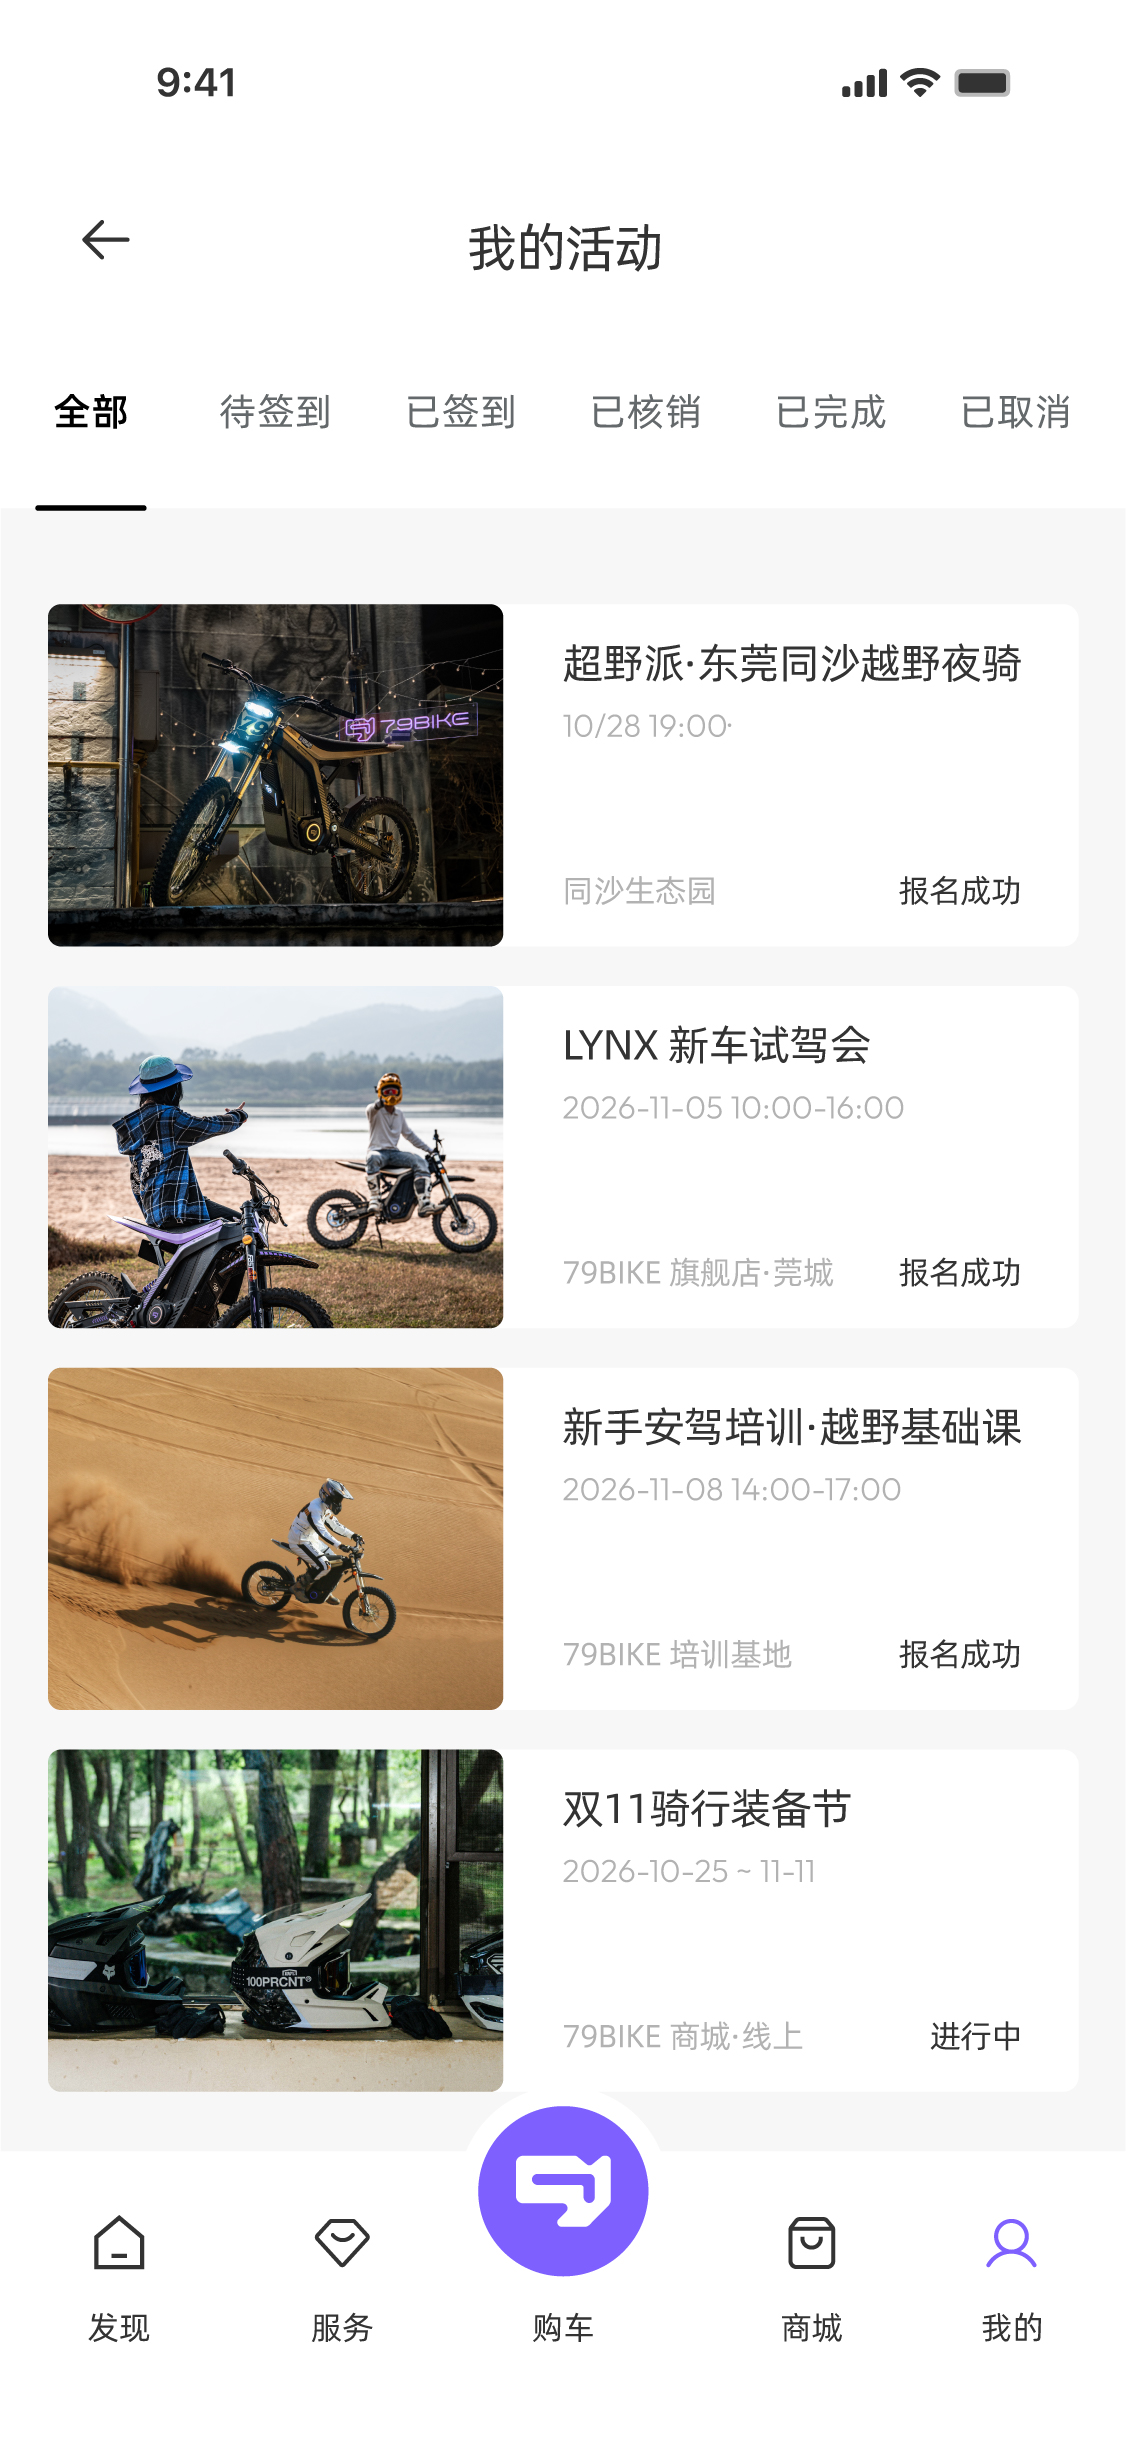 9:41
我的活动
全部 待签到 已签到 已核销 已完成 已取消
79
79BIKE
超野派·东莞同沙越野夜骑
10/28 19:00·
同沙生态园 报名成功
LYNX 新车试驾会
2026-11-05 10:00-16:00
79BIKE 旗舰店·莞城 报名成功
新手安驾培训·越野基础课
2026-11-08 14:00-17:00
79BIKE 培训基地 报名成功
100PRCNT®
双11骑行装备节
2026-10-25 ~ 11-11
79BIKE 商城·线上 进行中
发现 服务 购车 商城 我的